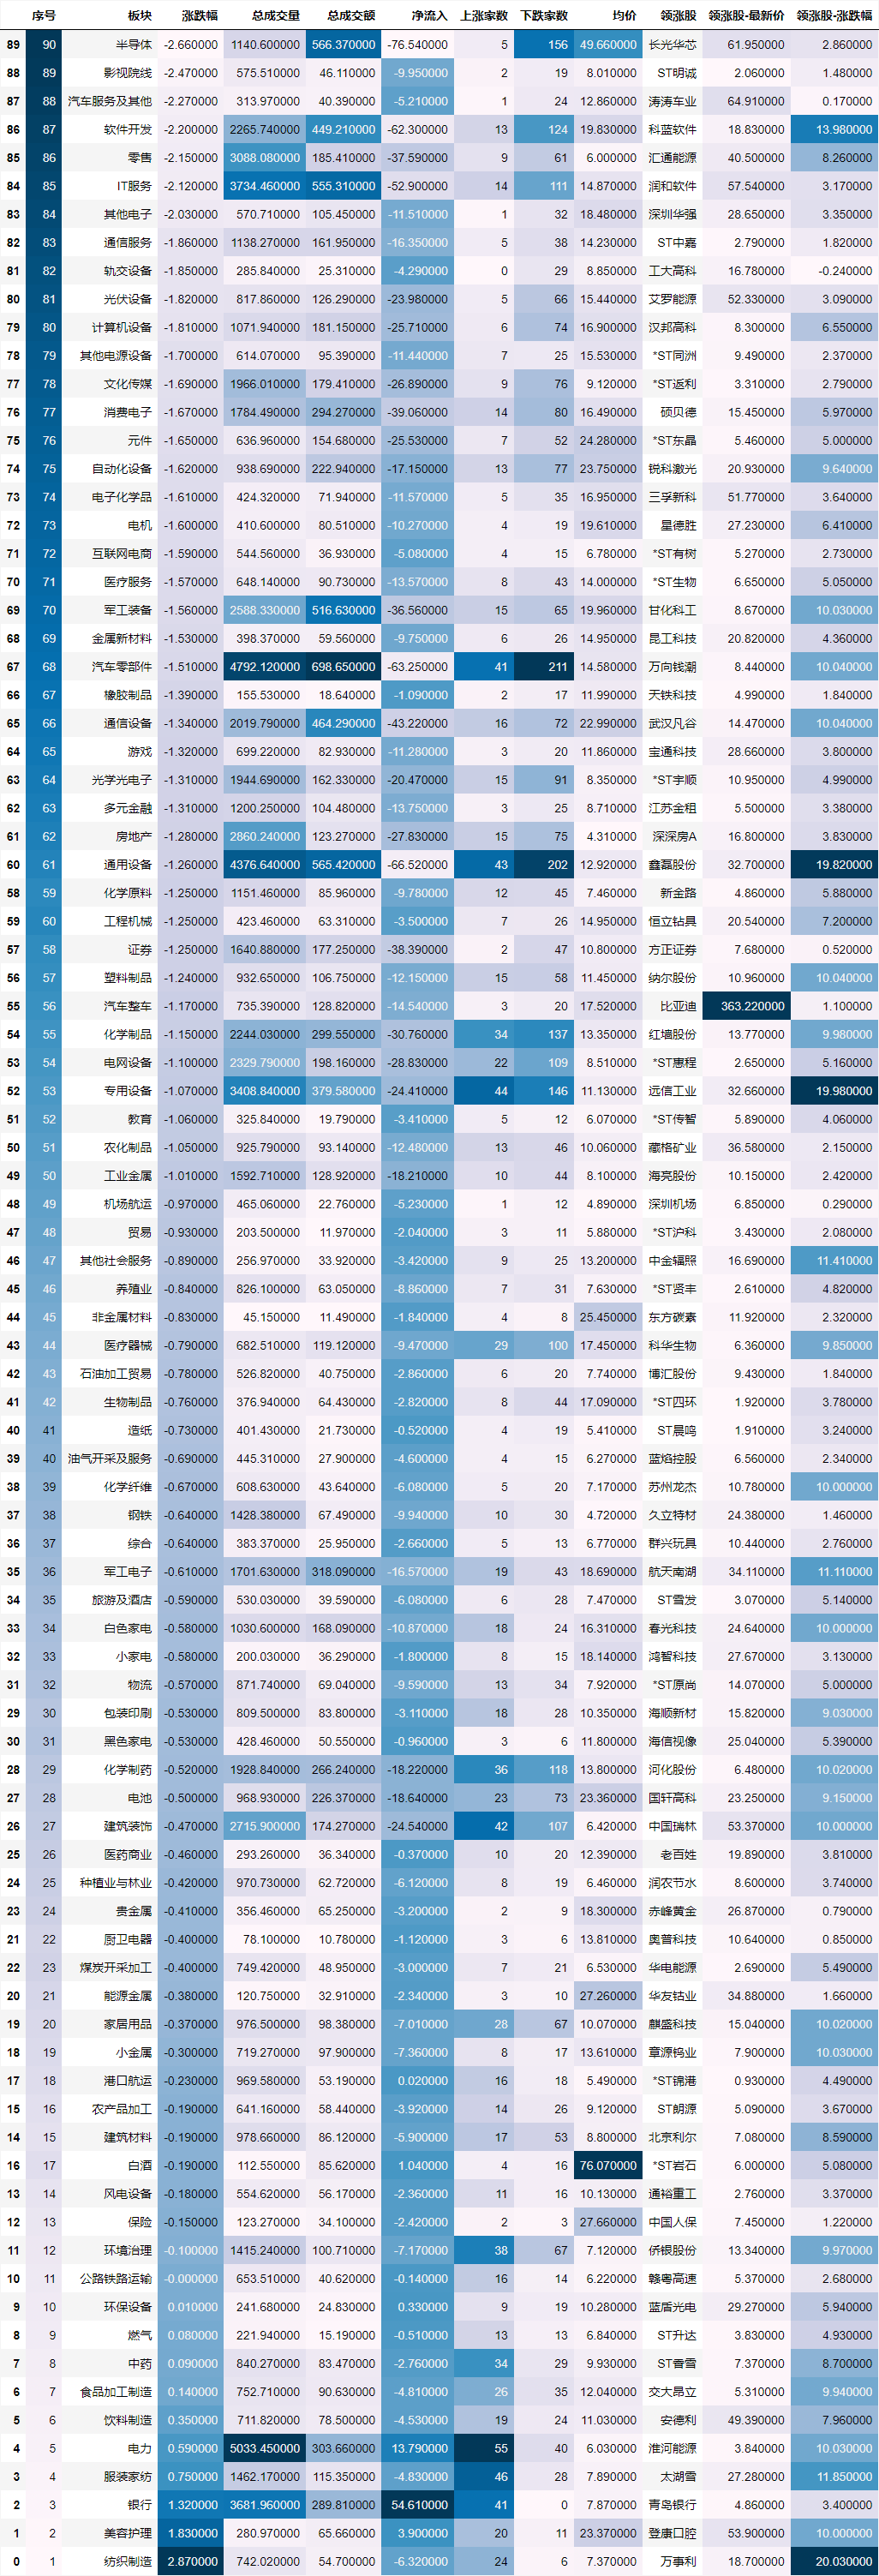 序号 板块 涨跌幅 总成交量 总成交额 净流入 上涨家数 下跌家数 均价 领涨股 领涨股-最新价 领涨股-涨跌幅
89 90 半导体 -2.660000 1140.600000 566.370000 -76.540000 5 156 49.660000 长光华芯 61.950000 2.860000
88 89 影视院线 -2.470000 575.510000 46.110000 -9.950000 2 19 8.010000 ST明诚 2.060000 1.480000
87 88 汽车服务及其他 -2.270000 313.970000 40.390000 -5.210000 1 24 12.860000 涛涛车业 64.910000 0.170000
86 87 软件开发 -2.200000 2265.740000 449.210000 -62.300000 13 124 19.830000 科蓝软件 18.830000 13.980000
85 86 零售 -2.150000 3088.080000 185.410000 -37.590000 9 61 6.000000 汇通能源 40.500000 8.260000
84 85 IT服务 -2.120000 3734.460000 555.310000 -52.900000 14 111 14.870000 润和软件 57.540000 3.170000
83 84 其他电子 -2.030000 570.710000 105.450000 -11.510000 1 32 18.480000 深圳华强 28.650000 3.350000
82 83 通信服务 -1.860000 1138.270000 161.950000 -16.350000 5 38 14.230000 ST中嘉 2.790000 1.820000
81 82 轨交设备 -1.850000 285.840000 25.310000 -4.290000 0 29 8.850000 工大高科 16.780000 -0.240000
80 81 光伏设备 -1.820000 817.860000 126.290000 -23.980000 5 66 15.440000 艾罗能源 52.330000 3.090000
79 80 计算机设备 -1.810000 1071.940000 181.150000 -25.710000 6 74 16.900000 汉邦高科 8.300000 6.550000
78 79 其他电源设备 -1.700000 614.070000 95.390000 -11.440000 7 25 15.530000 *ST同洲 9.490000 2.370000
77 78 文化传媒 -1.690000 1966.010000 179.410000 -26.890000 9 76 9.120000 *ST返利 3.310000 2.790000
76 77 消费电子 -1.670000 1784.490000 294.270000 -39.060000 14 80 16.490000 硕贝德 15.450000 5.970000
75 76 元件 -1.650000 636.960000 154.680000 -25.530000 7 52 24.280000 *ST东晶 5.460000 5.000000
74 75 自动化设备 -1.620000 938.690000 222.940000 -17.150000 13 77 23.750000 锐科激光 20.930000 9.640000
73 74 电子化学品 -1.610000 424.320000 71.940000 -11.570000 5 35 16.950000 三孚新科 51.770000 3.640000
72 73 电机 -1.600000 410.600000 80.510000 -10.270000 4 19 19.610000 星德胜 27.230000 6.410000
71 72 互联网电商 -1.590000 544.560000 36.930000 -5.080000 4 15 6.780000 *ST有树 5.270000 2.730000
70 71 医疗服务 -1.570000 648.140000 90.730000 -13.570000 8 43 14.000000 *ST生物 6.650000 5.050000
69 70 军工装备 -1.560000 2588.330000 516.630000 -36.560000 15 65 19.960000 甘化科工 8.670000 10.030000
68 69 金属新材料 -1.530000 398.370000 59.560000 -9.750000 6 26 14.950000 昆工科技 20.820000 4.360000
67 68 汽车零部件 -1.510000 4792.120000 698.650000 -63.250000 41 211 14.580000 万向钱潮 8.440000 10.040000
66 67 橡胶制品 -1.390000 155.530000 18.640000 -1.090000 2 17 11.990000 天铁科技 4.990000 1.840000
65 66 通信设备 -1.340000 2019.790000 464.290000 -43.220000 16 72 22.990000 武汉凡谷 14.470000 10.040000
64 65 游戏 -1.320000 699.220000 82.930000 -11.280000 3 20 11.860000 宝通科技 28.660000 3.800000
63 64 光学光电子 -1.310000 1944.690000 162.330000 -20.470000 15 91 8.350000 *ST宇顺 10.950000 4.990000
62 63 多元金融 -1.310000 1200.250000 104.480000 -13.750000 3 25 8.710000 江苏金租 5.500000 3.380000
61 62 房地产 -1.280000 2860.240000 123.270000 -27.830000 15 75 4.310000 深深房A 16.800000 3.830000
60 61 通用设备 -1.260000 4376.640000 565.420000 -66.520000 43 202 12.920000 鑫磊股份 32.700000 19.820000
58 59 化学原料 -1.250000 1151.460000 85.960000 -9.780000 12 45 7.460000 新金路 4.860000 5.880000
59 60 工程机械 -1.250000 423.460000 63.310000 -3.500000 7 26 14.950000 恒立钻具 20.540000 7.200000
57 58 证券 -1.250000 1640.880000 177.250000 -38.390000 2 47 10.800000 方正证券 7.680000 0.520000
56 57 塑料制品 -1.240000 932.650000 106.750000 -12.150000 15 58 11.450000 纳尔股份 10.960000 10.040000
55 56 汽车整车 -1.170000 735.390000 128.820000 -14.540000 3 20 17.520000 比亚迪 363.220000 1.100000
54 55 化学制品 -1.150000 2244.030000 299.550000 -30.760000 34 137 13.350000 红墙股份 13.770000 9.980000
53 54 电网设备 -1.100000 2329.790000 198.160000 -28.830000 22 109 8.510000 *ST惠程 2.650000 5.160000
52 53 专用设备 -1.070000 3408.840000 379.580000 -24.410000 44 146 11.130000 远信工业 32.660000 19.980000
51 52 教育 -1.060000 325.840000 19.790000 -3.410000 5 12 6.070000 *ST传智 5.890000 4.060000
50 51 农化制品 -1.050000 925.790000 93.140000 -12.480000 13 46 10.060000 藏格矿业 36.580000 2.150000
49 50 工业金属 -1.010000 1592.710000 128.920000 -18.210000 10 44 8.100000 海亮股份 10.150000 2.420000
48 49 机场航运 -0.970000 465.060000 22.760000 -5.230000 1 12 4.890000 深圳机场 6.850000 0.290000
47 48 贸易 -0.930000 203.500000 11.970000 -2.040000 3 11 5.880000 *ST沪科 3.430000 2.080000
46 47 其他社会服务 -0.890000 256.970000 33.920000 -3.420000 9 25 13.200000 中金辐照 16.690000 11.410000
45 46 养殖业 -0.840000 826.100000 63.050000 -8.860000 7 31 7.630000 *ST贤丰 2.610000 4.820000
44 45 非金属材料 -0.830000 45.150000 11.490000 -1.840000 4 8 25.450000 东方碳素 11.920000 2.320000
43 44 医疗器械 -0.790000 682.510000 119.120000 -9.470000 29 100 17.450000 科华生物 6.360000 9.850000
42 43 石油加工贸易 -0.780000 526.820000 40.750000 -2.860000 6 20 7.740000 博汇股份 9.430000 1.840000
41 42 生物制品 -0.760000 376.940000 64.430000 -2.820000 8 44 17.090000 *ST四环 1.920000 3.780000
40 41 造纸 -0.730000 401.430000 21.730000 -0.520000 4 19 5.410000 ST晨鸣 1.910000 3.240000
39 40 油气开采及服务 -0.690000 445.310000 27.900000 -4.600000 4 15 6.270000 蓝焰控股 6.560000 2.340000
38 39 化学纤维 -0.670000 608.630000 43.640000 -6.080000 5 20 7.170000 苏州龙杰 10.780000 10.000000
37 38 钢铁 -0.640000 1428.380000 67.490000 -9.940000 10 30 4.720000 久立特材 24.380000 1.460000
36 37 综合 -0.640000 383.370000 25.950000 -2.660000 5 13 6.770000 群兴玩具 10.440000 2.760000
35 36 军工电子 -0.610000 1701.630000 318.090000 -16.570000 19 43 18.690000 航天南湖 34.110000 11.110000
34 35 旅游及酒店 -0.590000 530.030000 39.590000 -6.080000 6 28 7.470000 ST雪发 3.070000 5.140000
33 34 白色家电 -0.580000 1030.600000 168.090000 -10.870000 18 24 16.310000 春光科技 24.640000 10.000000
32 33 小家电 -0.580000 200.030000 36.290000 -1.800000 8 15 18.140000 鸿智科技 27.670000 3.130000
31 32 物流 -0.570000 871.740000 69.040000 -9.590000 13 34 7.920000 *ST原尚 14.070000 5.000000
29 30 包装印刷 -0.530000 809.500000 83.800000 -3.110000 18 28 10.350000 海顺新材 15.820000 9.030000
30 31 黑色家电 -0.530000 428.460000 50.550000 -0.960000 3 6 11.800000 海信视像 25.040000 5.390000
28 29 化学制药 -0.520000 1928.840000 266.240000 -18.220000 36 118 13.800000 河化股份 6.480000 10.020000
27 28 电池 -0.500000 968.930000 226.370000 -18.640000 23 73 23.360000 国轩高科 23.250000 9.150000
26 27 建筑装饰 -0.470000 2715.900000 174.270000 -24.540000 42 107 6.420000 中国瑞林 53.370000 10.000000
25 26 医药商业 -0.460000 293.260000 36.340000 -0.370000 10 20 12.390000 老百姓 19.890000 3.810000
24 25 种植业与林业 -0.420000 970.730000 62.720000 -6.120000 8 19 6.460000 润农节水 8.600000 3.740000
23 24 贵金属 -0.410000 356.460000 65.250000 -3.200000 2 9 18.300000 赤峰黄金 26.870000 0.790000
21 22 厨卫电器 -0.400000 78.100000 10.780000 -1.120000 3 6 13.810000 奥普科技 10.640000 0.850000
22 23 煤炭开采加工 -0.400000 749.420000 48.950000 -3.000000 7 21 6.530000 华电能源 2.690000 5.490000
20 21 能源金属 -0.380000 120.750000 32.910000 -2.340000 3 10 27.260000 华友钴业 34.880000 1.660000
19 20 家居用品 -0.370000 976.500000 98.380000 -7.010000 28 67 10.070000 麒盛科技 15.040000 10.020000
18 19 小金属 -0.300000 719.270000 97.900000 -7.360000 8 17 13.610000 章源钨业 7.900000 10.030000
17 18 港口航运 -0.230000 969.580000 53.190000 0.020000 16 18 5.490000 *ST锦港 0.930000 4.490000
15 16 农产品加工 -0.190000 641.160000 58.440000 -3.920000 14 26 9.120000 ST朗源 5.090000 3.670000
14 15 建筑材料 -0.190000 978.660000 86.120000 -5.900000 17 53 8.800000 北京利尔 7.080000 8.590000
16 17 白酒 -0.190000 112.550000 85.620000 1.040000 4 16 76.070000 *ST岩石 6.000000 5.080000
13 14 风电设备 -0.180000 554.620000 56.170000 -2.360000 11 16 10.130000 通裕重工 2.760000 3.370000
12 13 保险 -0.150000 123.270000 34.100000 -2.420000 2 3 27.660000 中国人保 7.450000 1.220000
11 12 环境治理 -0.100000 1415.240000 100.710000 -7.170000 38 67 7.120000 侨银股份 13.340000 9.970000
10 11 公路铁路运输 -0.000000 653.510000 40.620000 -0.140000 16 14 6.220000 赣粤高速 5.370000 2.680000
9 10 环保设备 0.010000 241.680000 24.830000 0.330000 9 19 10.280000 蓝盾光电 29.270000 5.940000
8 9 燃气 0.080000 221.940000 15.190000 -0.510000 13 13 6.840000 ST升达 3.830000 4.930000
7 8 中药 0.090000 840.270000 83.470000 -2.760000 34 29 9.930000 ST香雪 7.370000 8.700000
6 7 食品加工制造 0.140000 752.710000 90.630000 -4.810000 26 35 12.040000 交大昂立 5.310000 9.940000
5 6 饮料制造 0.350000 711.820000 78.500000 -4.530000 19 24 11.030000 安德利 49.390000 7.960000
4 5 电力 0.590000 5033.450000 303.660000 13.790000 55 40 6.030000 淮河能源 3.840000 10.030000
3 4 服装家纺 0.750000 1462.170000 115.350000 -4.830000 46 28 7.890000 太湖雪 27.280000 11.850000
2 3 银行 1.320000 3681.960000 289.810000 54.610000 41 0 7.870000 青岛银行 4.860000 3.400000
1 2 美容护理 1.830000 280.970000 65.660000 3.900000 20 11 23.370000 登康口腔 53.900000 10.000000
0 1 纺织制造 2.870000 742.020000 54.700000 -6.320000 24 6 7.370000 万事利 18.700000 20.030000